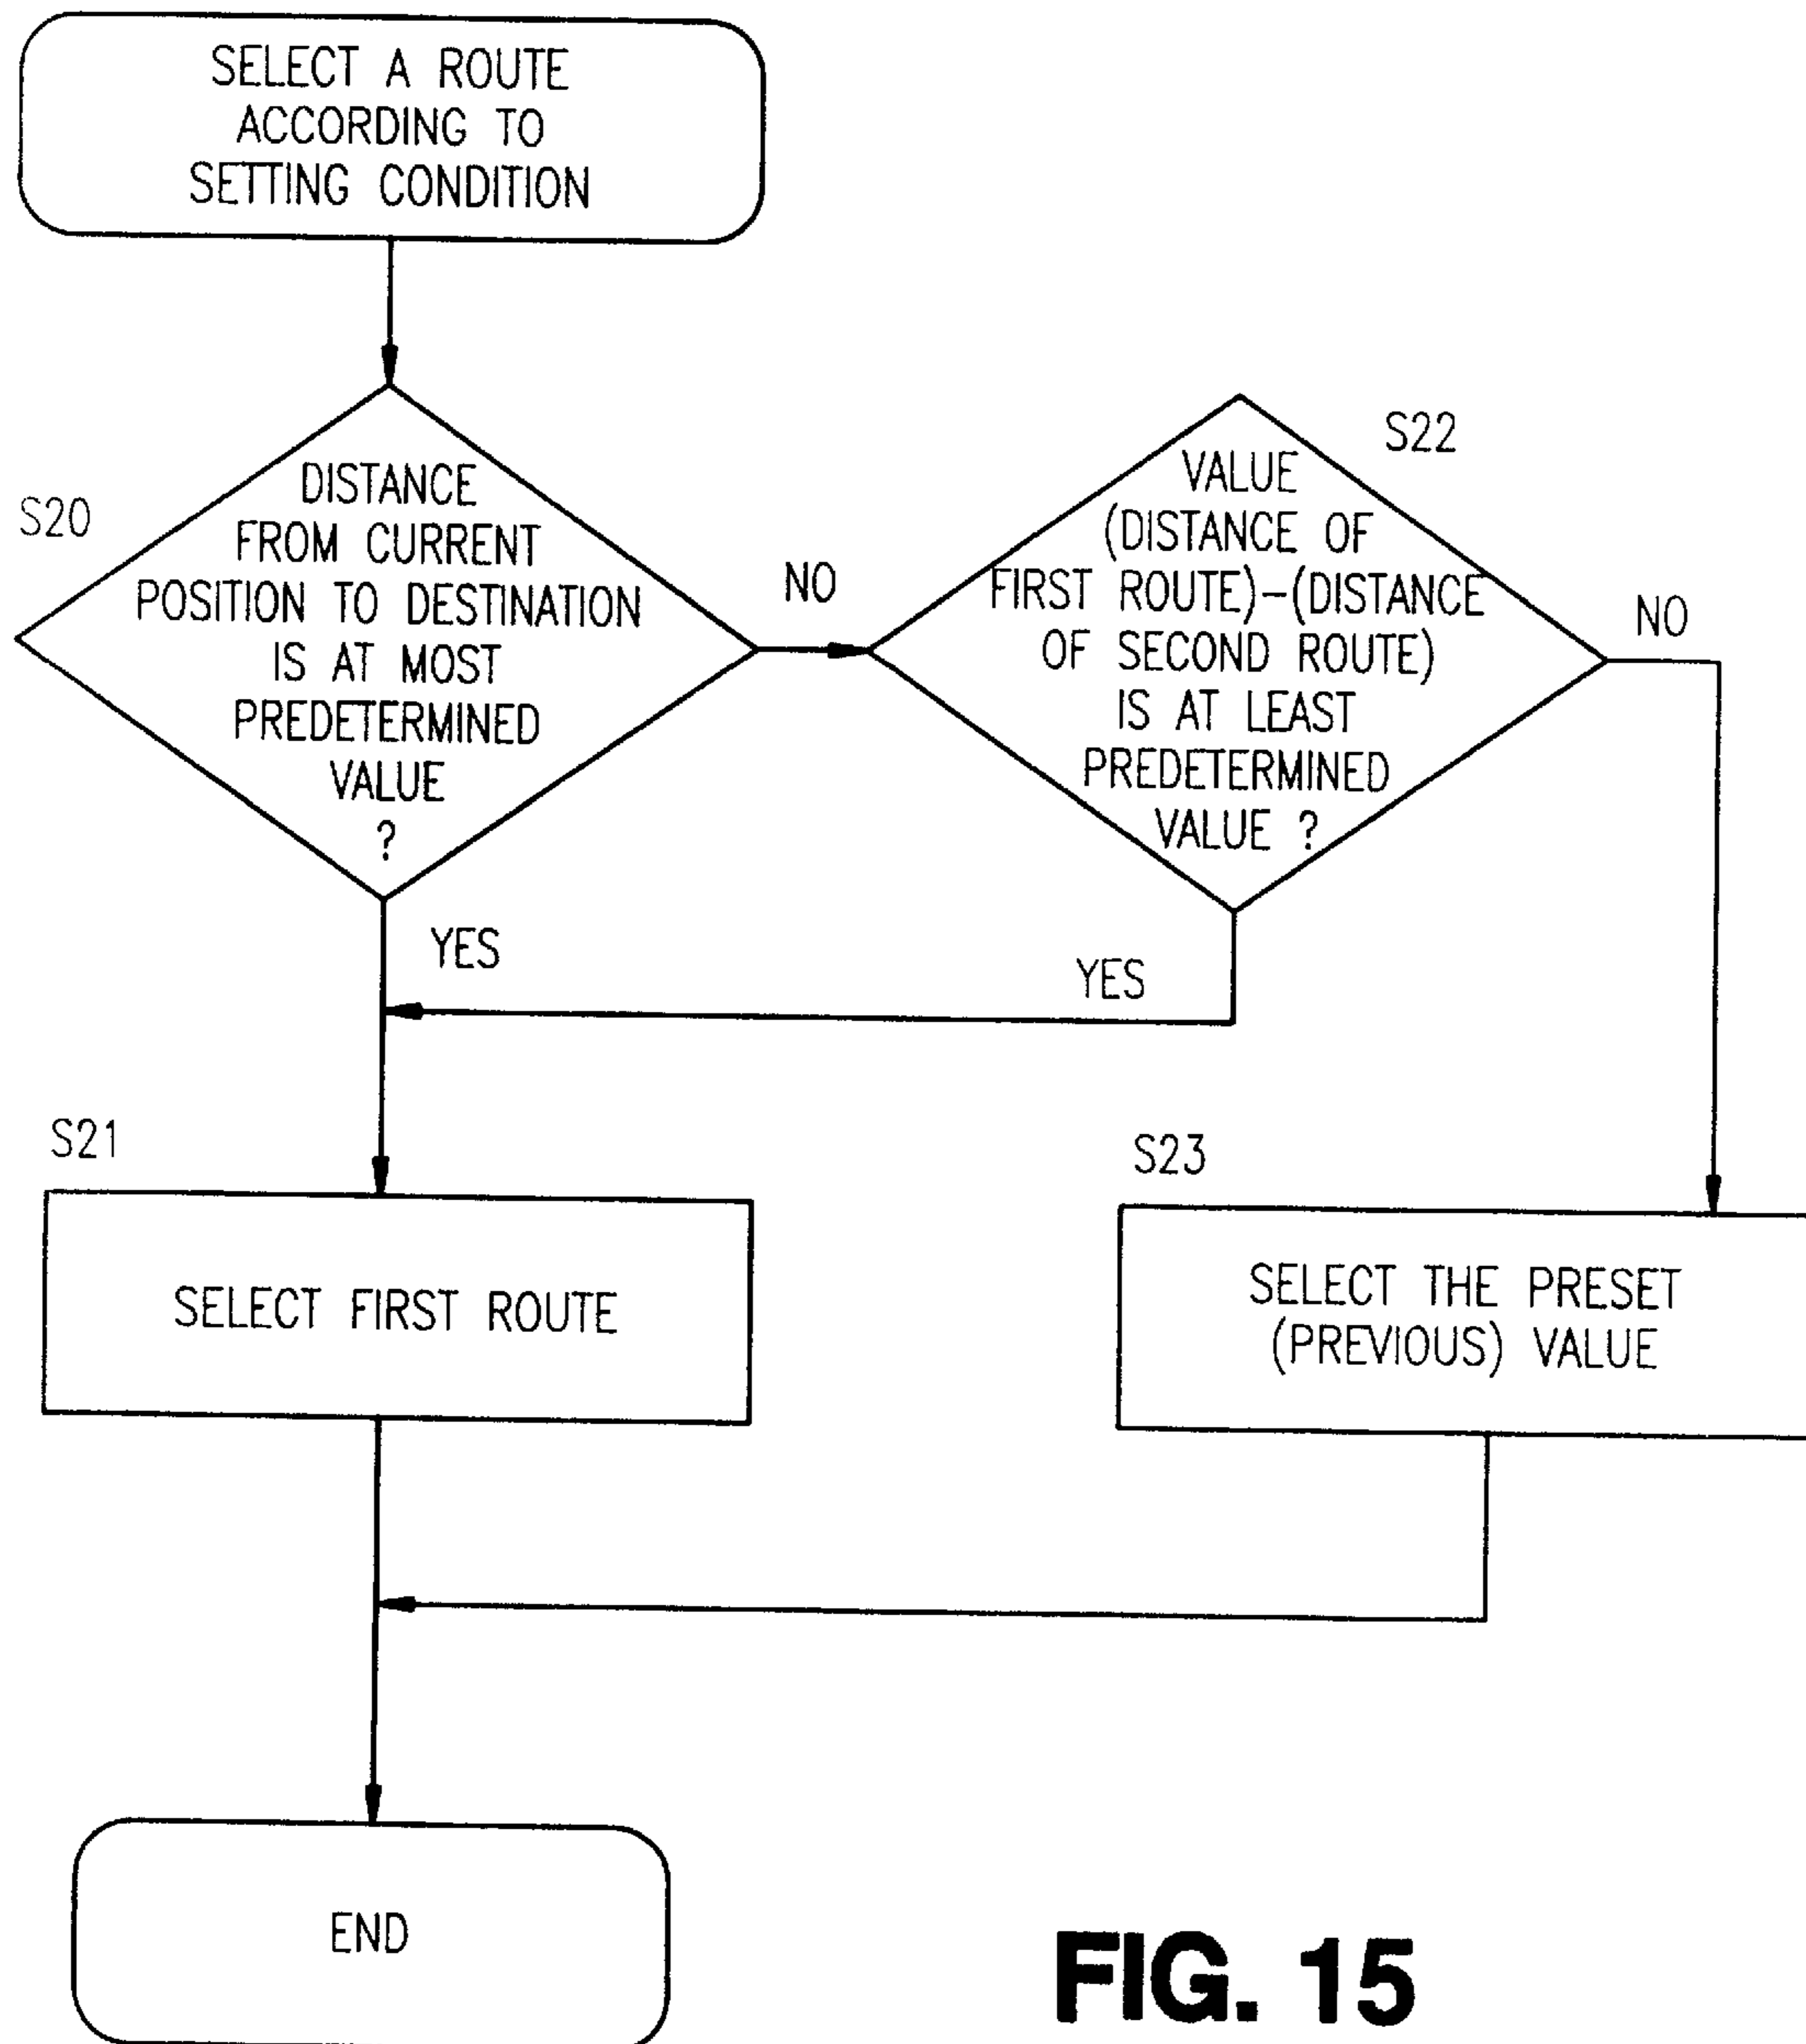 SELECT A ROUTE
ACCORDING TO
SETTING CONDITION
S20
DISTANCE
FROM CURRENT
POSITION TO DESTINATION
IS AT MOST
PREDETERMINED
VALUE
?
NO
S22
VALUE
(DISTANCE OF
FIRST ROUTE)-(DISTANCE
OF SECOND ROUTE)
IS AT LEAST
PREDETERMINED
VALUE ?
NO
YES
YES
S21
SELECT FIRST ROUTE
S23
SELECT THE PRESET
(PREVIOUS) VALUE
END
FIG. 15